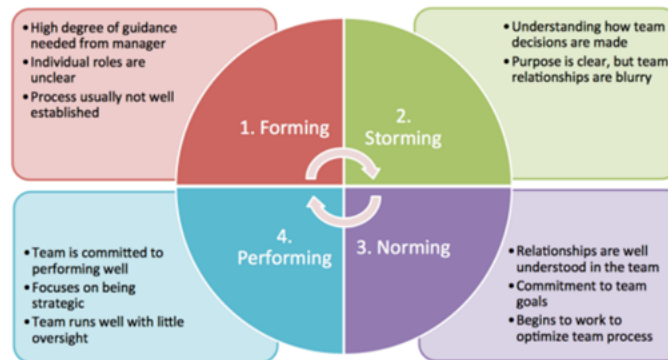 • High degree of guidance
needed from manager
• Individual roles are
unclear
• Process usually not well
established
1. Forming
• Understanding how team
decisions are made
• Purpose is clear, but team
relationships are blurry
2.
Storming
• Relationships are well
understood in the team
• Commitment to team
goals
• Begins to work to
optimize team process
3. Norming
• Team is committed to
performing well
• Focuses on being
strategic
• Team runs well with little
oversight
4.
Performing